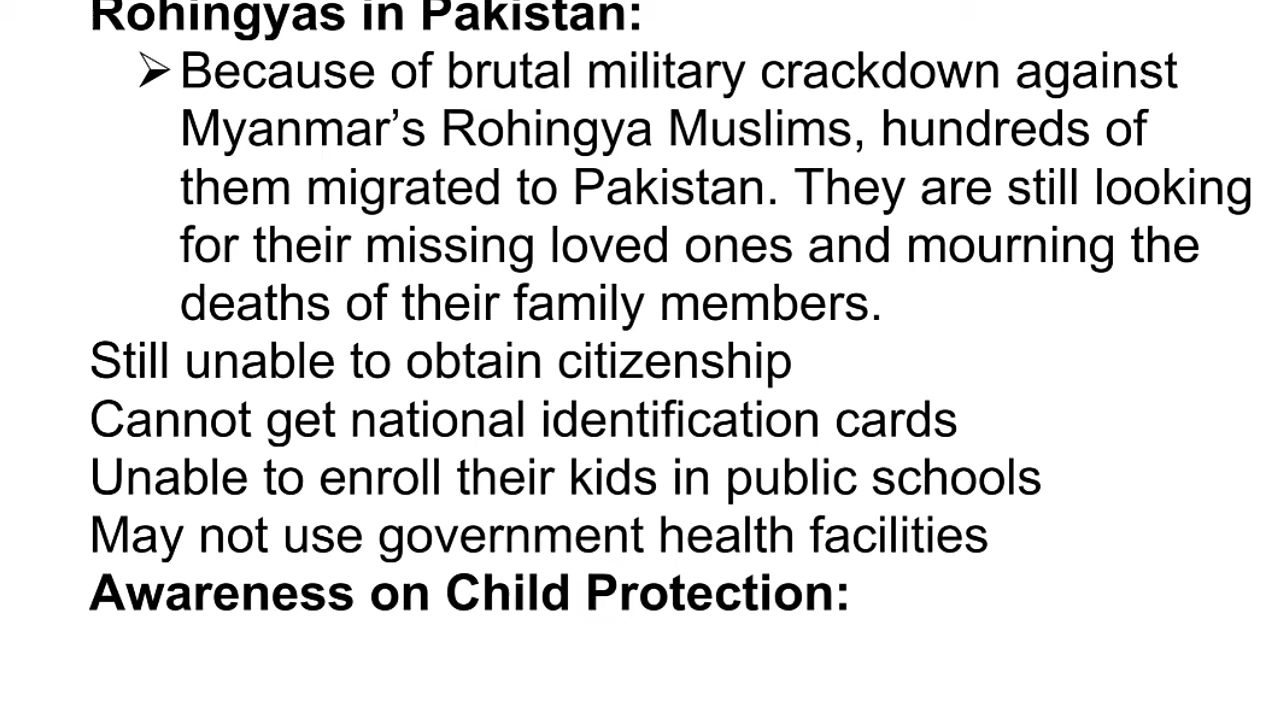 Rohingyas in Pakistan:
➢ Because of brutal military crackdown against
Myanmar’s Rohingya Muslims, hundreds of
them migrated to Pakistan. They are still looking
for their missing loved ones and mourning the
deaths of their family members.
Still unable to obtain citizenship
Cannot get national identification cards
Unable to enroll their kids in public schools
May not use government health facilities
Awareness on Child Protection: